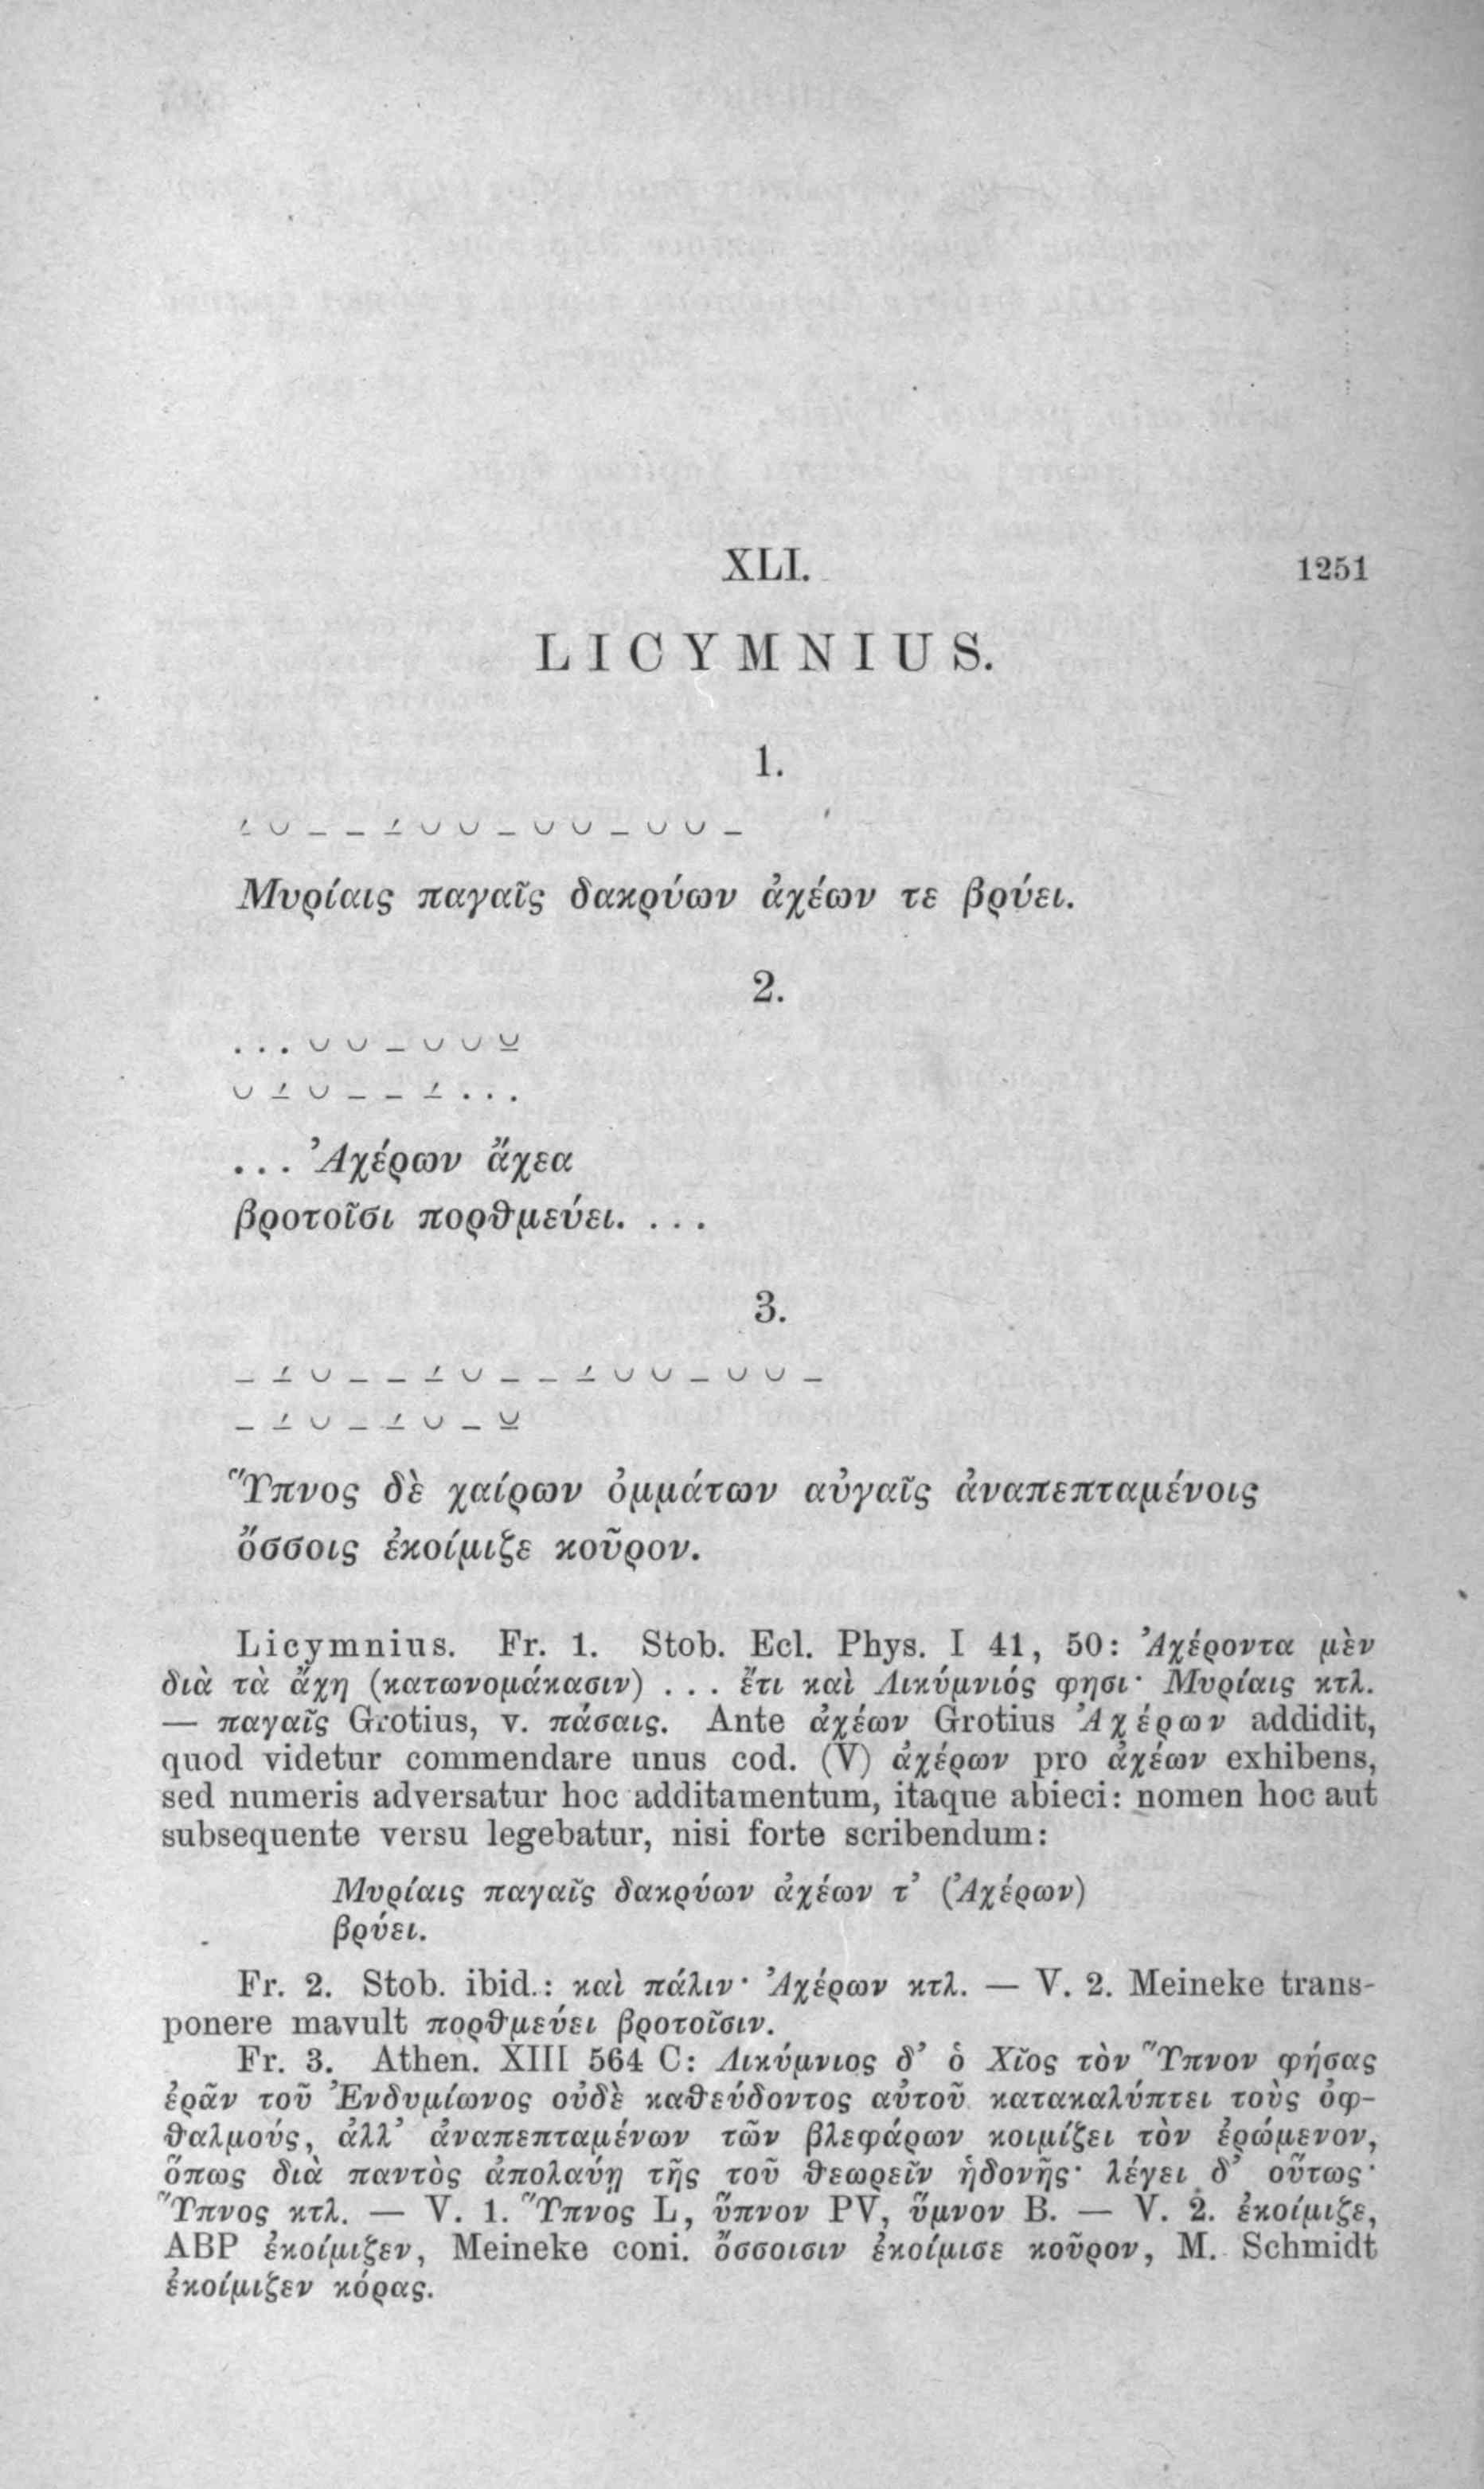 XLI. 1251
LICYMNIUS.
1.
– ⏑ – – – ⏑ ⏑ – ⏑ ⏑ – ⏑ ⏑ –
Μυρίαις παγαῖς δακρύων ἀχέων τε βρύει.
2.
. . . ⏑ ⏑ – ⏑ ⏑ ⏓
⏑ – ⏑ – – – . . .
. . . Ἀχέρων ἄχεα
βροτοῖσι πορθμεύει. . . .
3.
– – ⏑ – – – ⏑ – – – ⏑ ⏑ – ⏑ ⏑ –
– – ⏑ – – ⏑ – ⏓
Ὕπνος δὲ χαίρων ὀμμάτων αὐγαῖς ἀναπεπταμένοις
ὄσσοις ἐκοίμιζε κοῦρον.
Licymnius. Fr. 1. Stob. Ecl. Phys. I 41, 50: Ἀχέροντα μὲν
διὰ τὰ ἄχη (κατωνομάκασιν) . . . ἔτι καὶ Λικύμνιός φησι· Μυρίαις κτλ.
— παγαῖς Grotius, v. πάσαις. Ante ἀχέων Grotius Ἀχέρων addidit,
quod videtur commendare unus cod. (V) ἀχέρων pro ἀχέων exhibens,
sed numeris adversatur hoc additamentum, itaque abieci: nomen hoc aut
subsequente versu legebatur, nisi forte scribendum:
Μυρίαις παγαῖς δακρύων ἀχέων τ’ (Ἀχέρων)
βρύει.
Fr. 2. Stob. ibid.: καὶ πάλιν· Ἀχέρων κτλ. — V. 2. Meineke trans-
ponere mavult πορθμεύει βροτοῖσιν.
Fr. 3. Athen. XIII 564 C: Λικύμνιος δ’ ὁ Χῖος τὸν Ὕπνον φήσας
ἐρᾶν τοῦ Ἐνδυμίωνος οὐδὲ καθεύδοντος αὐτοῦ κατακαλύπτει τοὺς ὀφ-
θαλμούς, ἀλλ’ ἀναπεπταμένων τῶν βλεφάρων κοιμίζει τὸν ἐρώμενον,
ὅπως διὰ παντὸς ἀπολαύῃ τῆς τοῦ θεωρεῖν ἡδονῆς· λέγει δ’ οὕτως·
Ὕπνος κτλ. — V. 1. Ὕπνος L, ὕπνον PV, ὕμνον B. — V. 2. ἐκοίμιζε,
ABP ἐκοίμιζεν, Meineke coni. ὄσσοισιν ἐκοίμισε κοῦρον, M. Schmidt
ἐκοίμιζεν κόρας.